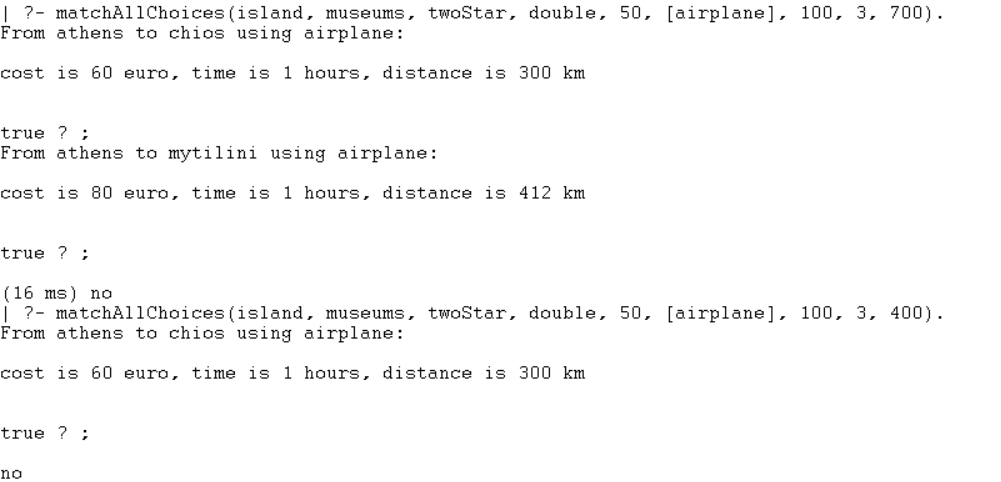 | ?- matchAllChoices(island, museums, twoStar, double, 50, [airplane], 100, 3, 700).
From athens to chios using airplane:
cost is 60 euro, time is 1 hours, distance is 300 km
true ? ;
From athens to mytilini using airplane:
cost is 80 euro, time is 1 hours, distance is 412 km
true ? ;
(16 ms) no
| ?- matchAllChoices(island, museums, twoStar, double, 50, [airplane], 100, 3, 400).
From athens to chios using airplane:
cost is 60 euro, time is 1 hours, distance is 300 km
true ? ;
no